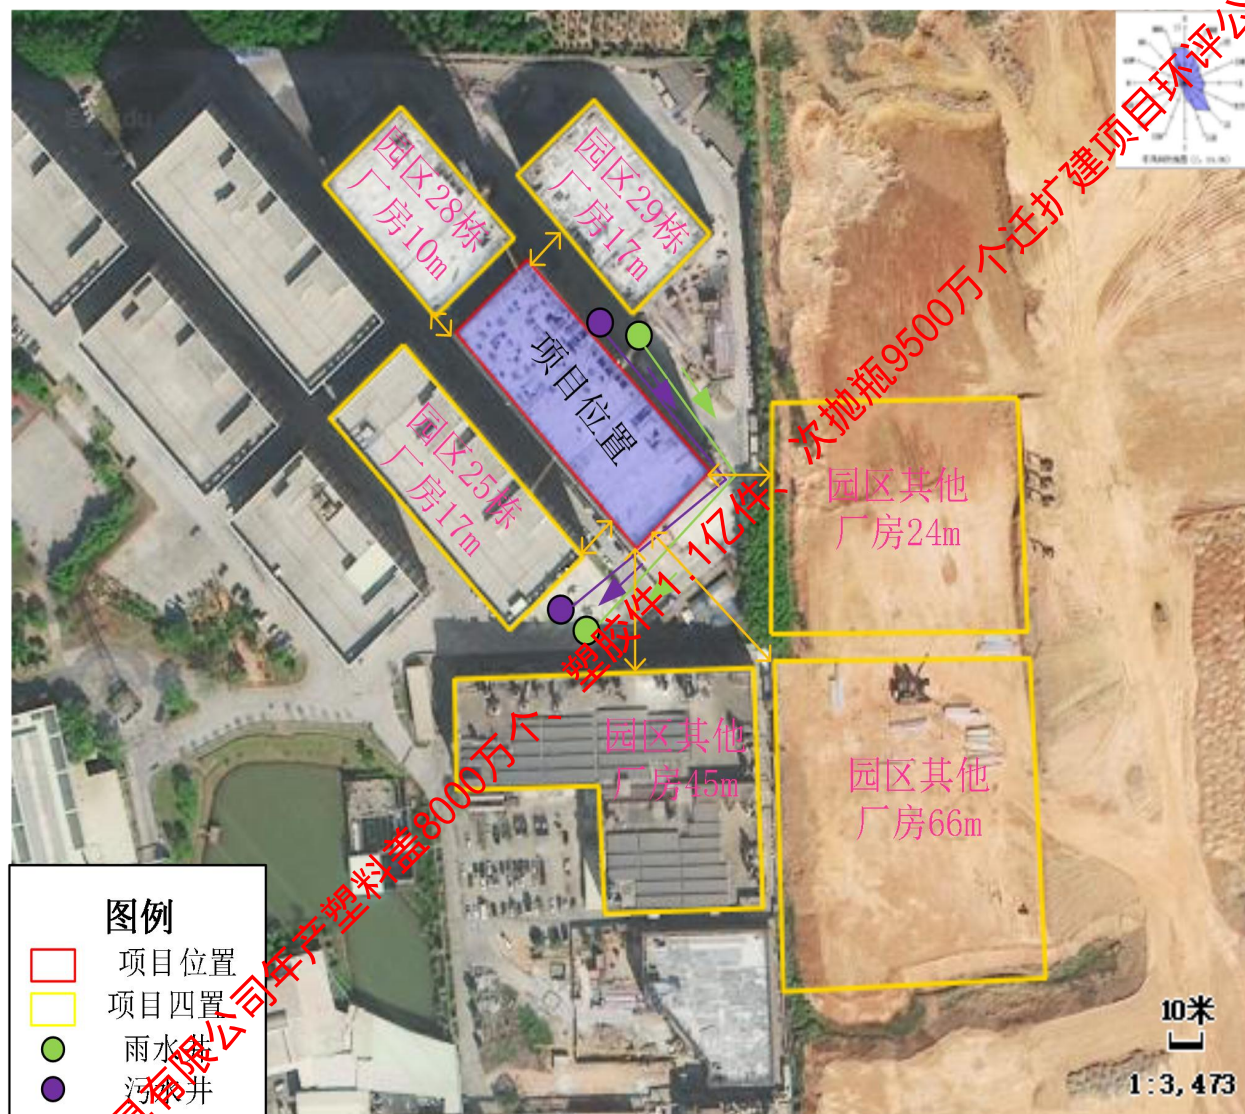 园区28栋
厂房10m
园区29栋
厂房17m
项目位置
园区25栋
厂房17m
园区其他
厂房24m
园区其他
厂房45m
园区其他
厂房66m
有限公司年产塑料盖8000万个、塑胶件1.1亿件、次抛瓶9500万个迁扩建项目环评公
图例
项目位置
项目四置
雨水
污水井
10米
1:3,473